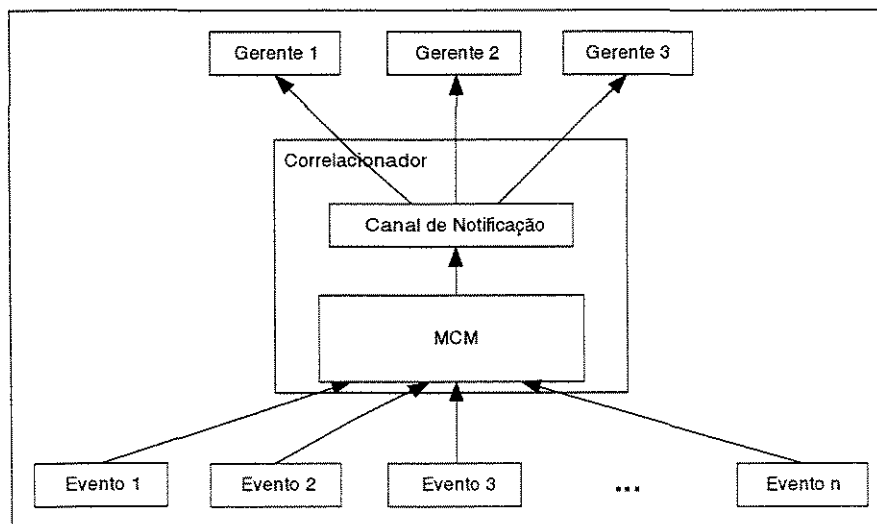 Gerente 1
Gerente 2
Gerente 3
Correlacionador
Canal de Notificação
MCM
Evento 1
Evento 2
Evento 3
...
Evento n